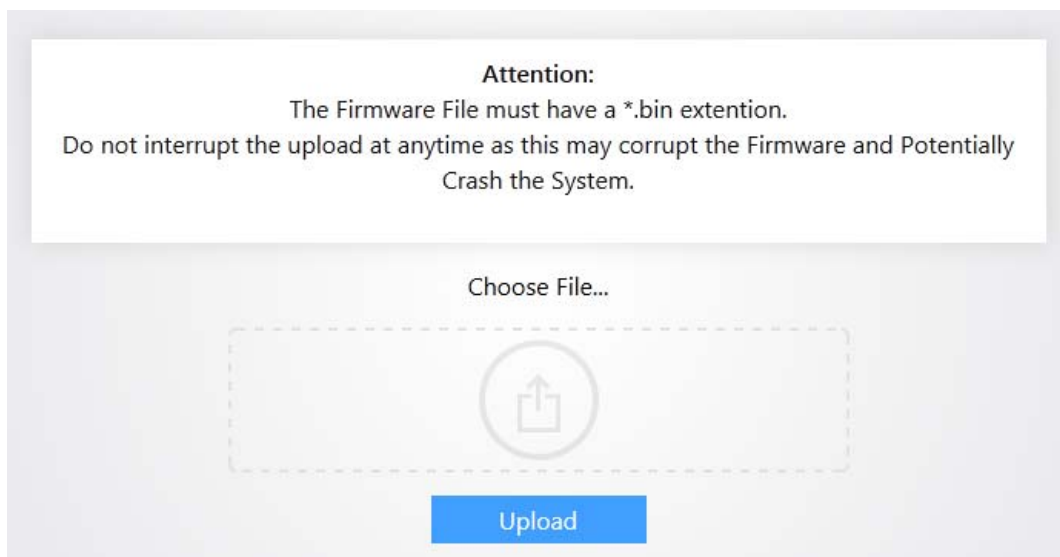 Attention:
The Firmware File must have a *.bin extention.
Do not interrupt the upload at anytime as this may corrupt the Firmware and Potentially
Crash the System.
Choose File...
Upload